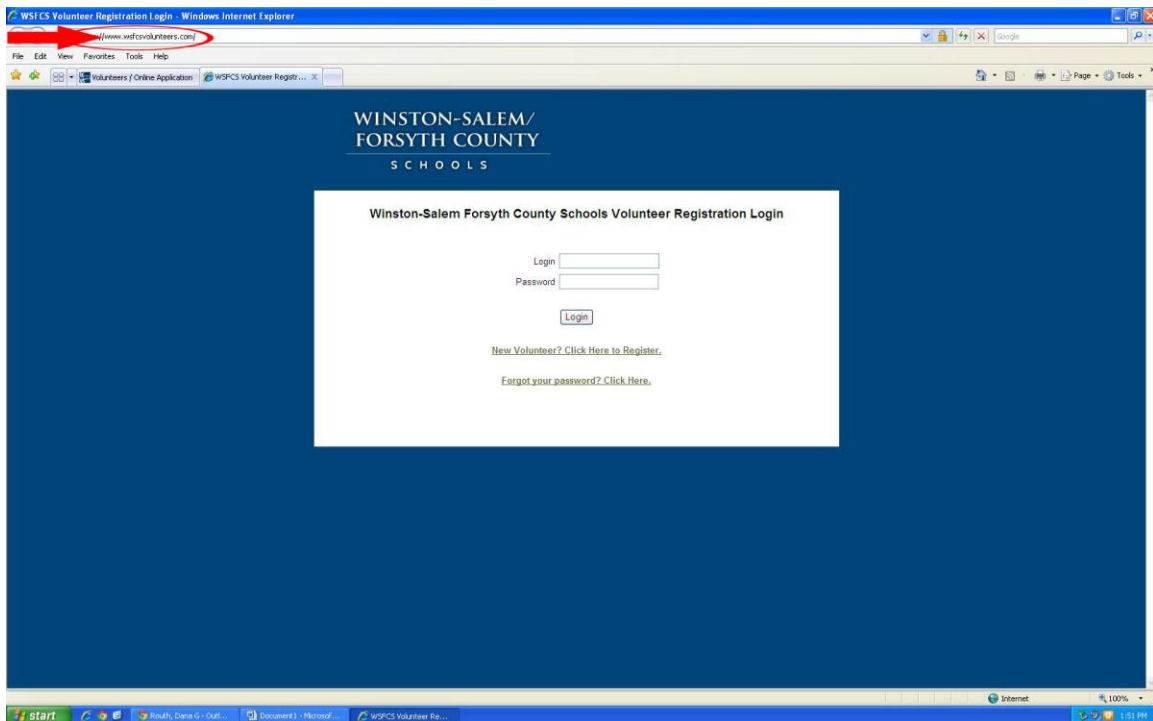 WSFCS Volunteer Registration Login - Windows Internet Explorer
//www.wsfcsvolunteers.com/
Google
File Edit View Favorites Tools Help
Volunteers / Online Application
WSFCS Volunteer Registr... X
Page
Tools
WINSTON-SALEM/
FORSYTH COUNTY
SCHOOLS
Winston-Salem Forsyth County Schools Volunteer Registration Login
Login
Password
Login
New Volunteer? Click Here to Register.
Forgot your password? Click Here.
Internet
100%
start
Routh, Dana G - Outl...
Document1 - Microsof...
WSFCS Volunteer Re...
1:51 PM